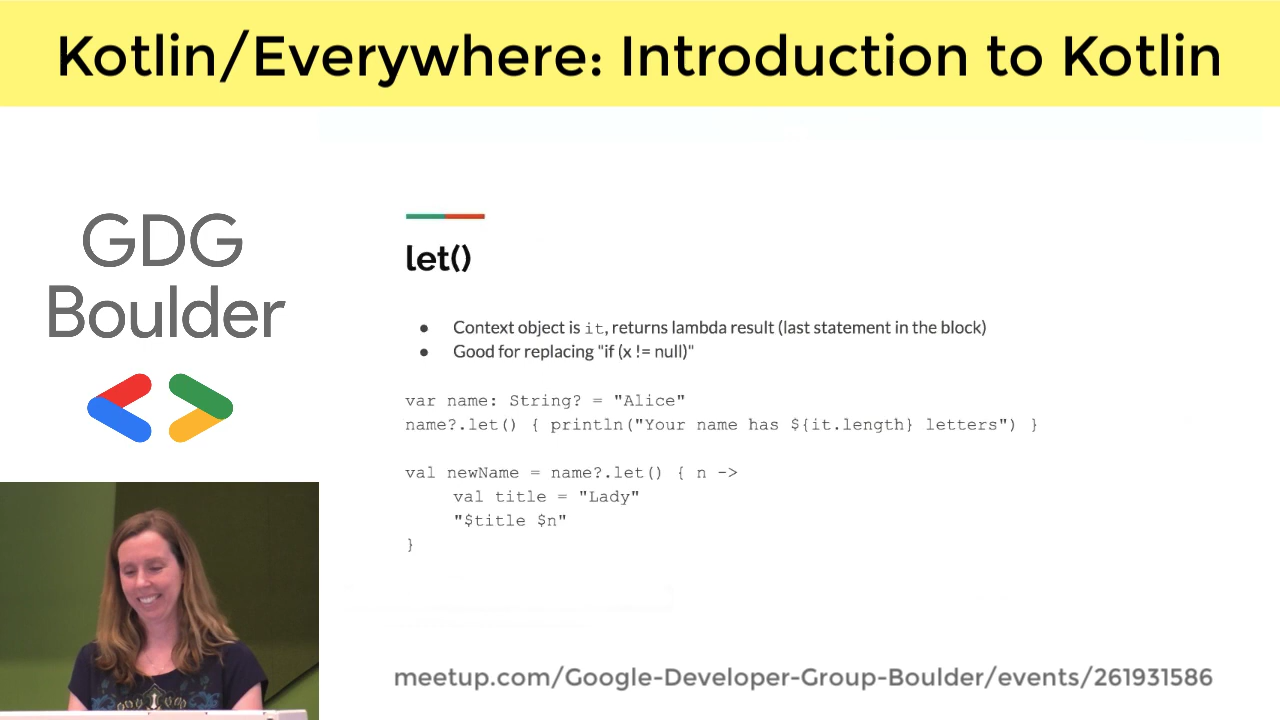 Kotlin/Everywhere: Introduction to Kotlin
GDG
Boulder
let()
● Context object is it, returns lambda result (last statement in the block)
● Good for replacing "if (x != null)"
var name: String? = "Alice"
name?.let() { println("Your name has ${it.length} letters") }
val newName = name?.let() { n ->
val title = "Lady"
"$title $n"
}
meetup.com/Google-Developer-Group-Boulder/events/261931586